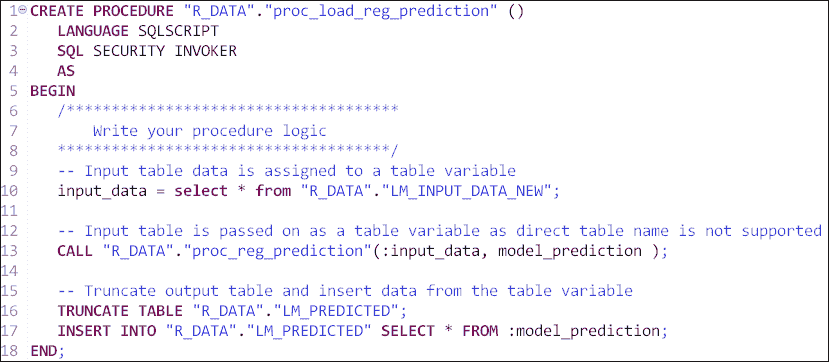 1 CREATE PROCEDURE "R_DATA"."proc_load_reg_prediction" ()
2 LANGUAGE SQLSCRIPT
3 SQL SECURITY INVOKER
4 AS
5 BEGIN
6 /*************************************
7 Write your procedure logic
8 *************************************/
9 -- Input table data is assigned to a table variable
10 input_data = select * from "R_DATA"."LM_INPUT_DATA_NEW";
11
12 -- Input table is passed on as a table variable as direct table name is not supported
13 CALL "R_DATA"."proc_reg_prediction"(:input_data, model_prediction );
14
15 -- Truncate output table and insert data from the table variable
16 TRUNCATE TABLE "R_DATA"."LM_PREDICTED";
17 INSERT INTO "R_DATA"."LM_PREDICTED" SELECT * FROM :model_prediction;
18 END;